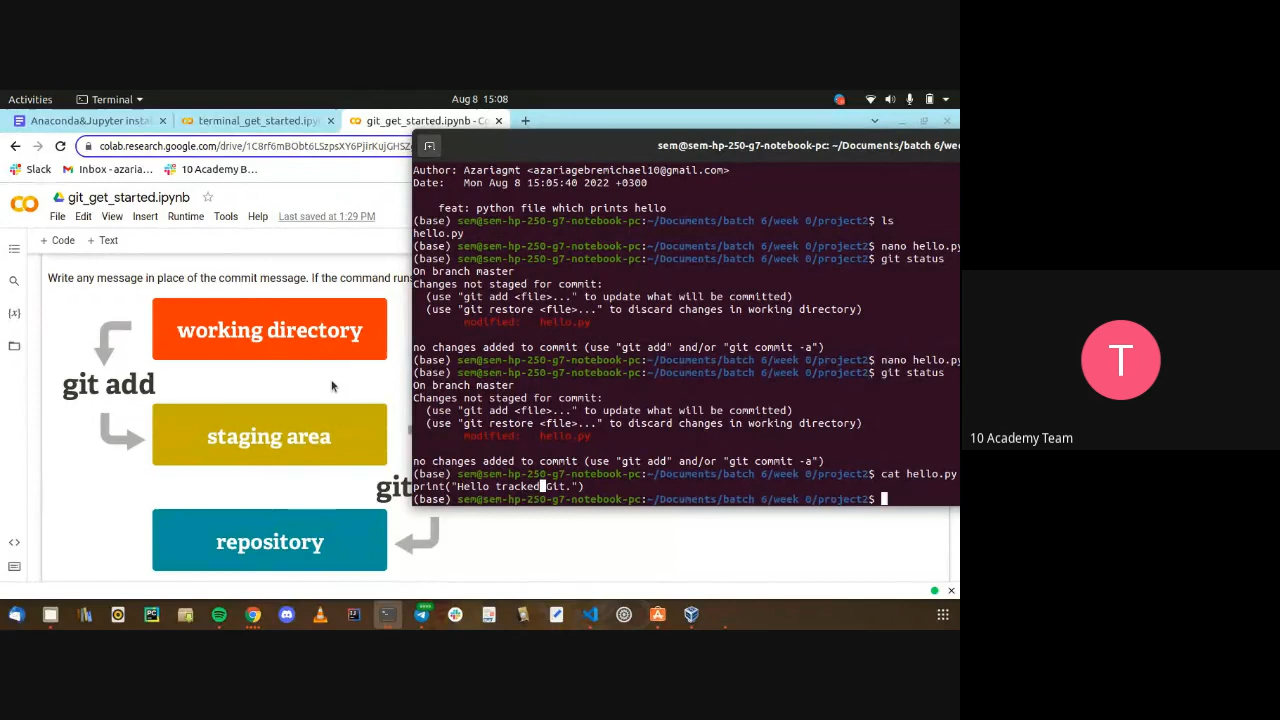 Activities
Terminal
Aug 8 15:08
Anaconda&Jupyter instal
terminal_get_started.ipyn
git_get_started.ipynb - Co
colab.research.google.com/drive/
sem@sem-hp-250-g7-notebook-pc: ~/Documents/batch 6/wee
Slack
Inbox - azaria...
10 Academy B...
git_get_started.ipynb
File Edit View Insert Runtime Tools Help Last saved at 1:29 PM
+ Code + Text
Write any message in place of the commit message. If the command runs
working directory
git add
staging area
git
repository
Author: Azariagmt <azariagebremichael10@gmail.com>
Date: Mon Aug 8 15:05:40 2022 +0300
feat: python file which prints hello
(base) sem@sem-hp-250-g7-notebook-pc:~/Documents/batch 6/week 0/project2$ ls
hello.py
(base) sem@sem-hp-250-g7-notebook-pc:~/Documents/batch 6/week 0/project2$ nano hello.py
(base) sem@sem-hp-250-g7-notebook-pc:~/Documents/batch 6/week 0/project2$ git status
On branch master
Changes not staged for commit:
(use "git add <file>..." to update what will be committed)
(use "git restore <file>..." to discard changes in working directory)
modified: hello.py
no changes added to commit (use "git add" and/or "git commit -a")
(base) sem@sem-hp-250-g7-notebook-pc:~/Documents/batch 6/week 0/project2$ nano hello.py
(base) sem@sem-hp-250-g7-notebook-pc:~/Documents/batch 6/week 0/project2$ git status
On branch master
Changes not staged for commit:
(use "git add <file>..." to update what will be committed)
(use "git restore <file>..." to discard changes in working directory)
modified: hello.py
no changes added to commit (use "git add" and/or "git commit -a")
(base) sem@sem-hp-250-g7-notebook-pc:~/Documents/batch 6/week 0/project2$ cat hello.py
print("Hello tracked Git.")
(base) sem@sem-hp-250-g7-notebook-pc:~/Documents/batch 6/week 0/project2$
T
10 Academy Team